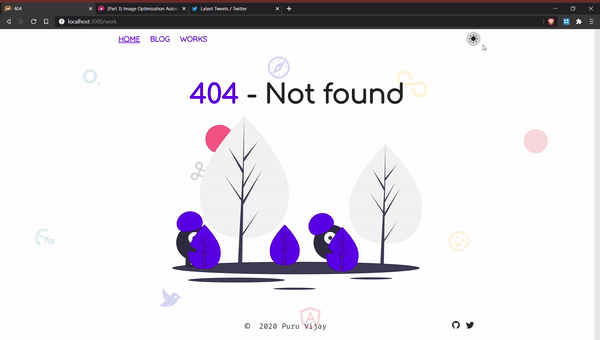 404
(Part 3) Image Optimization Autom
Latest Tweets / Twitter
localhost:3000/work
HOME BLOG WORKS
404 - Not found
© 2020 Puru Vijay